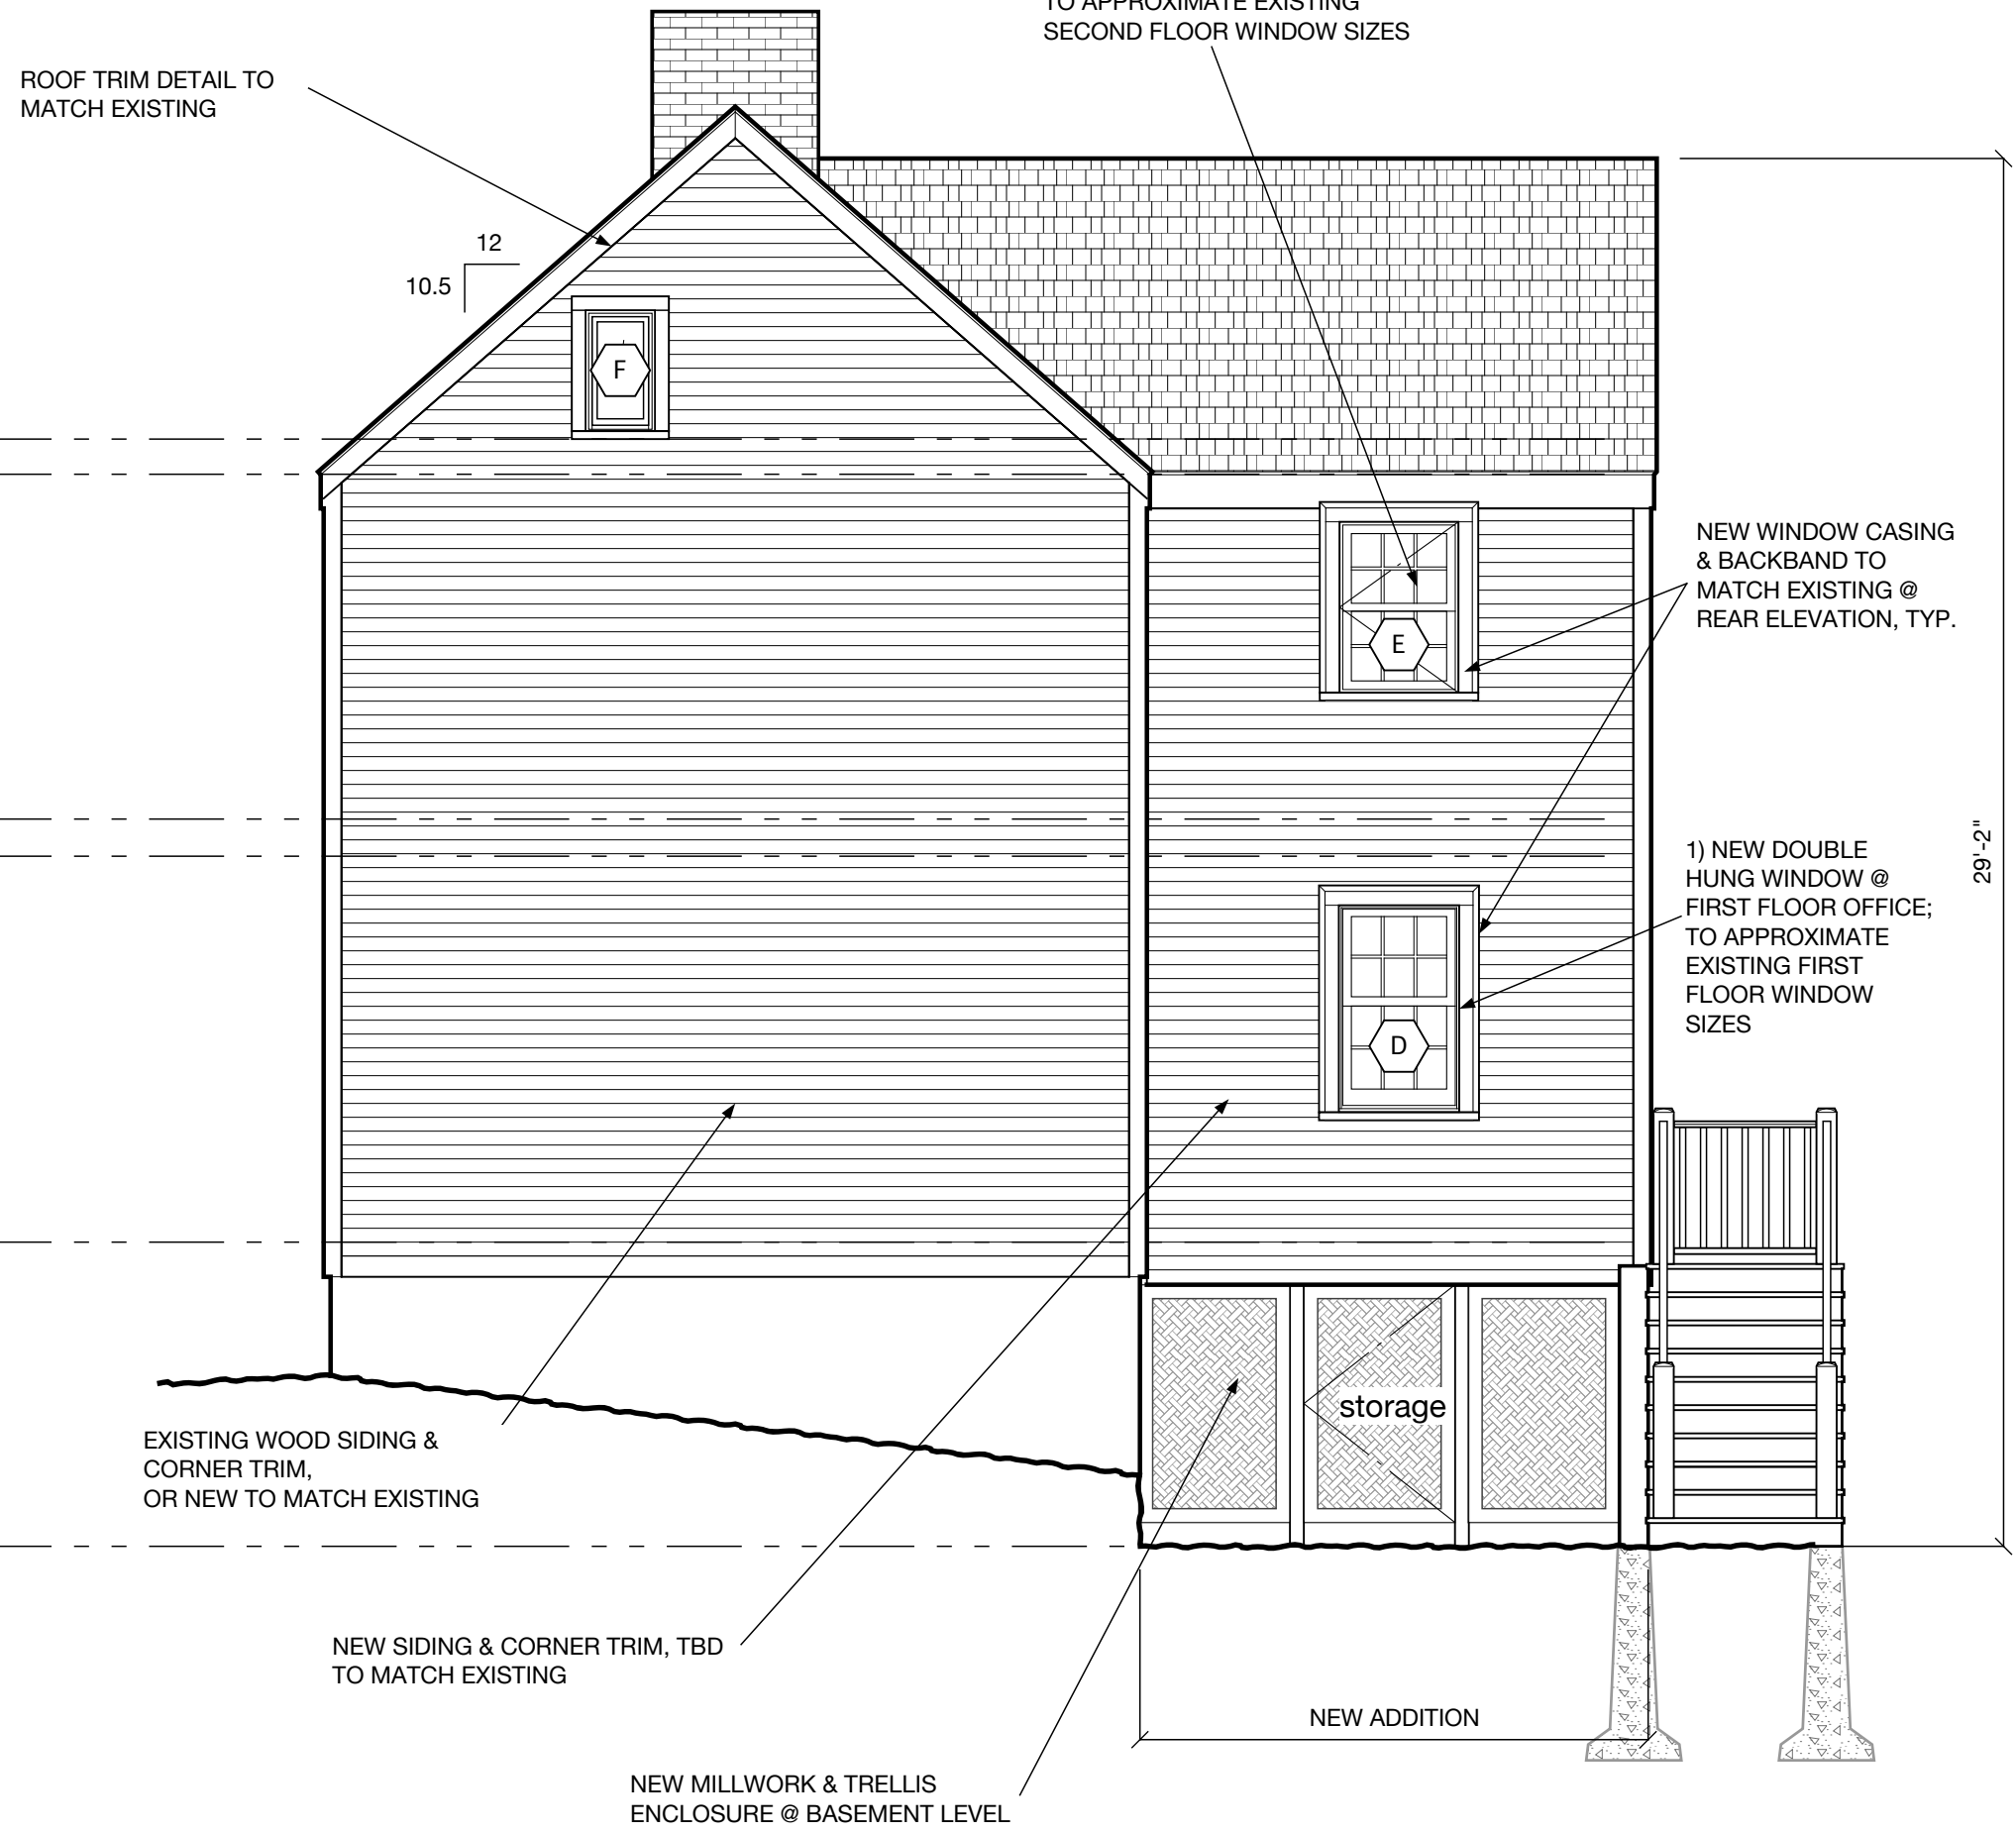 TO APPROXIMATE EXISTING
SECOND FLOOR WINDOW SIZES
ROOF TRIM DETAIL TO
MATCH EXISTING
12
10.5
F
NEW WINDOW CASING
& BACKBAND TO
MATCH EXISTING @
REAR ELEVATION, TYP.
E
29'-2"
1) NEW DOUBLE
HUNG WINDOW @
FIRST FLOOR OFFICE;
TO APPROXIMATE
EXISTING FIRST
FLOOR WINDOW
SIZES
D
storage
EXISTING WOOD SIDING &
CORNER TRIM,
OR NEW TO MATCH EXISTING
NEW SIDING & CORNER TRIM, TBD
TO MATCH EXISTING
NEW ADDITION
NEW MILLWORK & TRELLIS
ENCLOSURE @ BASEMENT LEVEL